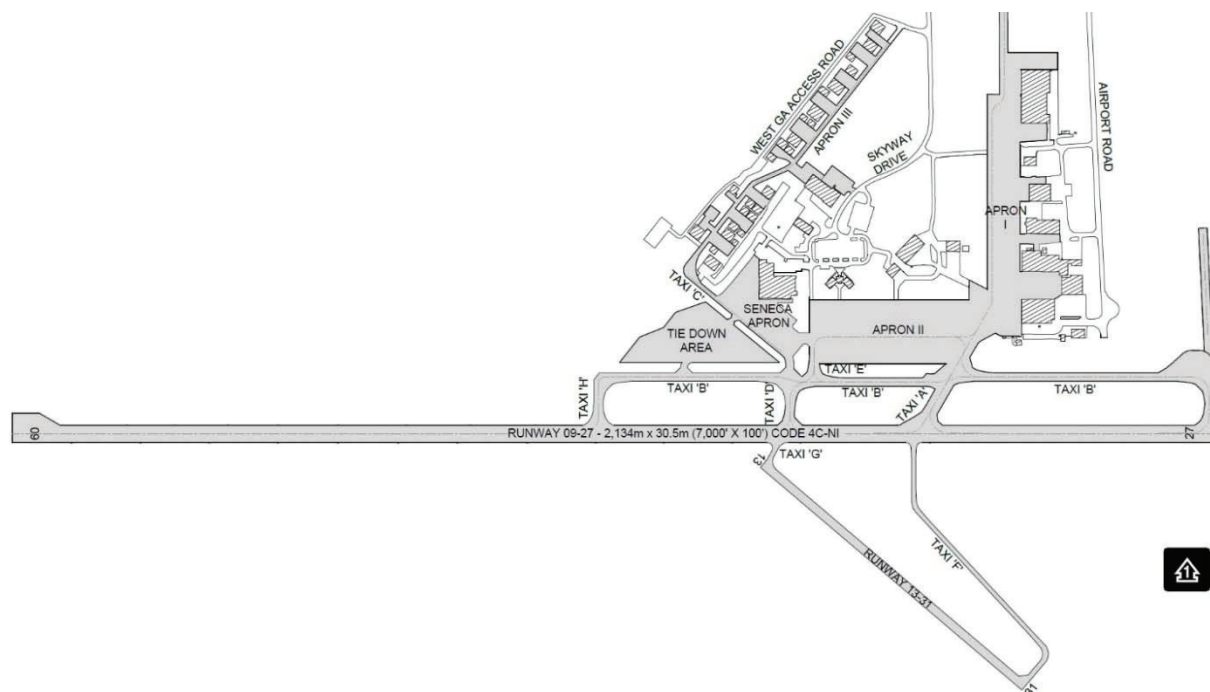 WEST GA ACCESS ROAD
APRON III
SKYWAY
DRIVE
AIRPORT ROAD
APRON
I
TAXI 'C'
SENECA
APRON
APRON II
TIE DOWN
AREA
TAXI 'E'
TAXI 'H'
TAXI 'B'
TAXI 'D'
TAXI 'B'
TAXI 'A'
TAXI 'B'
09
RUNWAY 09-27 - 2,134m x 30.5m (7,000' X 100') CODE 4C-NI
27
13
TAXI 'G'
TAXI 'F'
RUNWAY 13-31
31
1